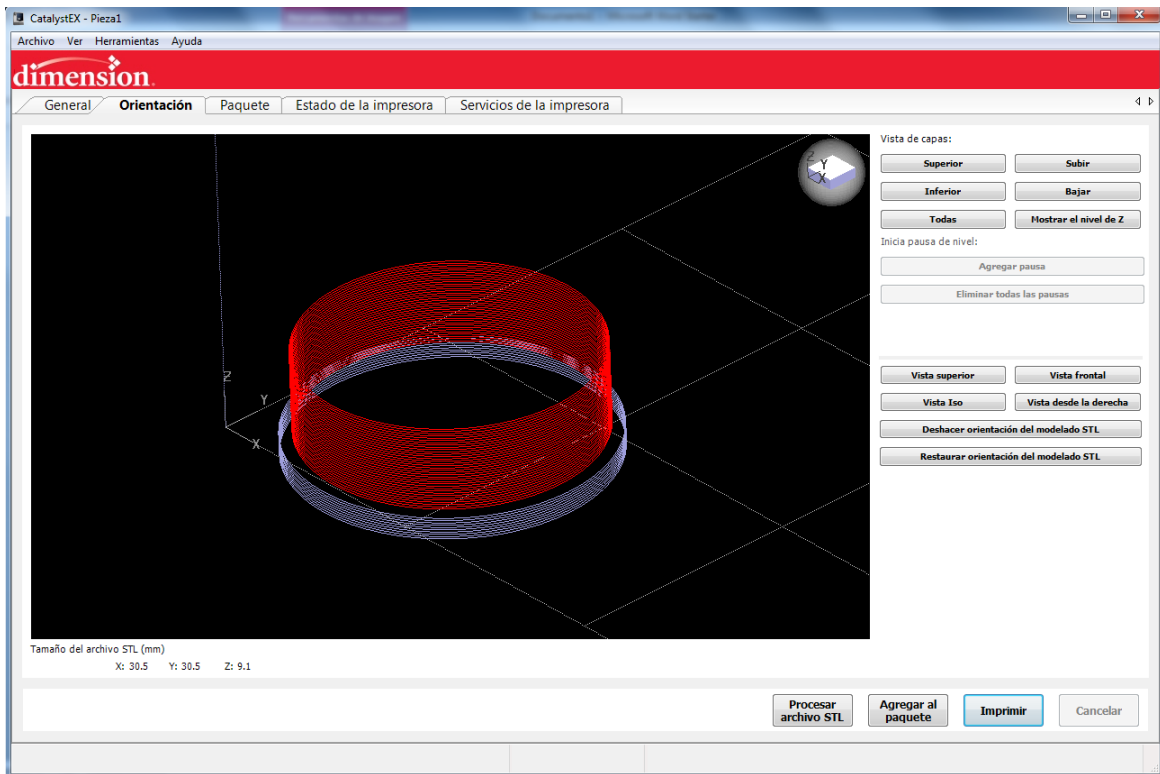 CatalystEX - Pieza1
Archivo Ver Herramientas Ayuda
dimension.
General Orientación Paquete Estado de la impresora Servicios de la impresora
Vista de capas:
Superior Subir
Inferior Bajar
Todas Mostrar el nivel de Z
Inicia pausa de nivel:
Agregar pausa
Eliminar todas las pausas
Vista superior Vista frontal
Vista Iso Vista desde la derecha
Deshacer orientación del modelado STL
Restaurar orientación del modelado STL
Z
Y
X
Z
Y
X
Tamaño del archivo STL (mm)
X: 30.5 Y: 30.5 Z: 9.1
Procesar archivo STL
Agregar al paquete
Imprimir
Cancelar